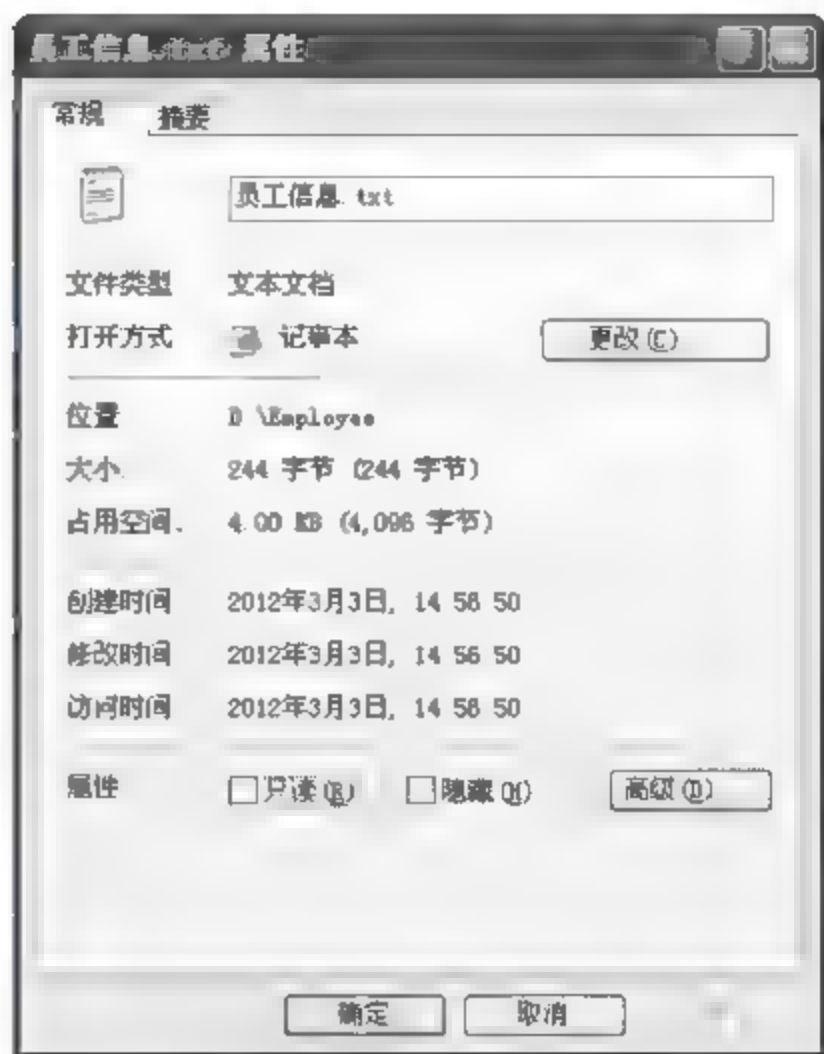 员工信息.txt 属性
常规 摘要
员工信息.txt
文件类型 文本文档
打开方式 记事本 更改(C)
位置 D \Employee
大小. 244 字节 (244 字节)
占用空间. 4.00 KB (4,096 字节)
创建时间 2012年3月3日, 14 56 50
修改时间 2012年3月3日, 14 56 50
访问时间 2012年3月3日, 14 56 50
属性 只读(R) 隐藏(H) 高级(D)
确定 取消